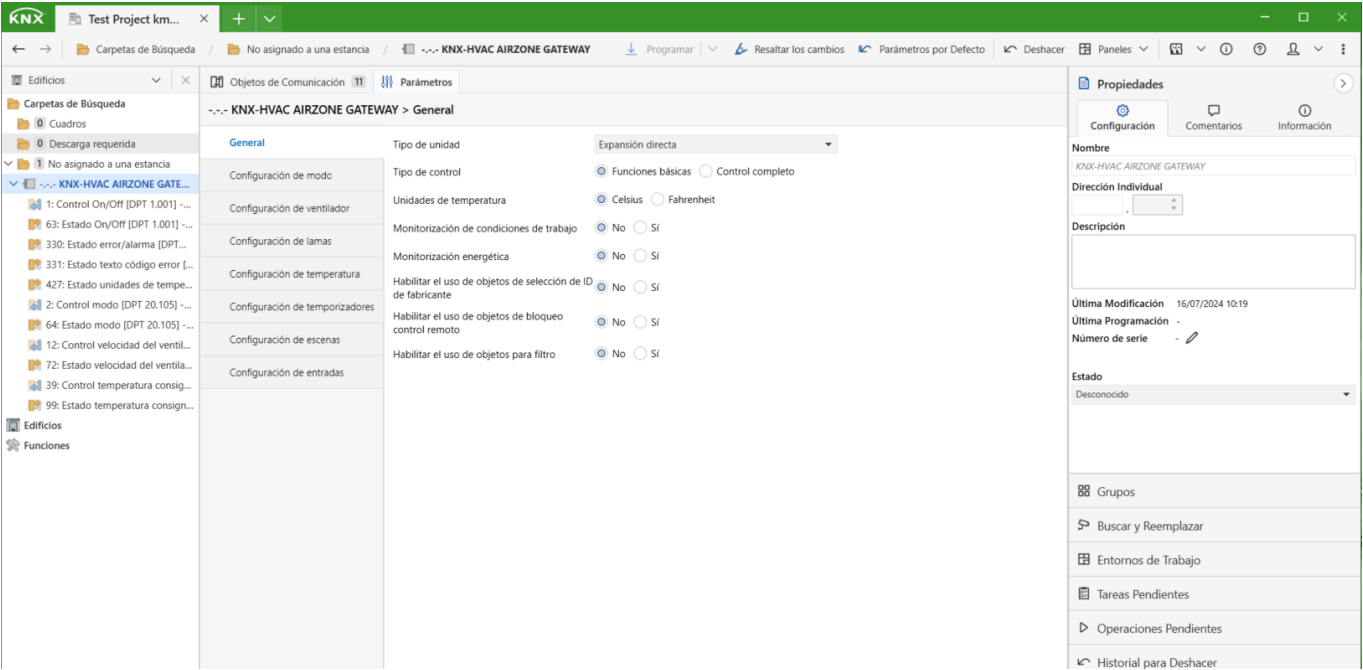 KNX
Test Project km...
Carpetas de Búsqueda / No asignado a una estancia / -.-.- KNX-HVAC AIRZONE GATEWAY
Programar
Resaltar los cambios
Parámetros por Defecto
Deshacer
Paneles
Edificios
Carpetas de Búsqueda
0 Cuadros
0 Descarga requerida
1 No asignado a una estancia
-.-.- KNX-HVAC AIRZONE GATE...
1: Control On/Off [DPT 1.001] -...
63: Estado On/Off [DPT 1.001] -...
330: Estado error/alarma [DPT...
331: Estado texto código error [...
427: Estado unidades de tempe...
2: Control modo [DPT 20.105] -...
64: Estado modo [DPT 20.105] -...
12: Control velocidad del ventil...
72: Estado velocidad del ventila...
39: Control temperatura consig...
99: Estado temperatura consign...
Edificios
Funciones
Objetos de Comunicación 11
Parámetros
-.-.- KNX-HVAC AIRZONE GATEWAY > General
General
Configuración de modo
Configuración de ventilador
Configuración de lamas
Configuración de temperatura
Configuración de temporizadores
Configuración de escenas
Configuración de entradas
Tipo de unidad
Expansión directa
Tipo de control
Funciones básicas
Control completo
Unidades de temperatura
Celsius
Fahrenheit
Monitorización de condiciones de trabajo
No
Sí
Monitorización energética
No
Sí
Habilitar el uso de objetos de selección de ID
de fabricante
No
Sí
Habilitar el uso de objetos de bloqueo
control remoto
No
Sí
Habilitar el uso de objetos para filtro
No
Sí
Propiedades
Configuración
Comentarios
Información
Nombre
KNX-HVAC AIRZONE GATEWAY
Dirección Individual
.
Descripción
Última Modificación 16/07/2024 10:19
Última Programación -
Número de serie -
Estado
Desconocido
Grupos
Buscar y Reemplazar
Entornos de Trabajo
Tareas Pendientes
Operaciones Pendientes
Historial para Deshacer